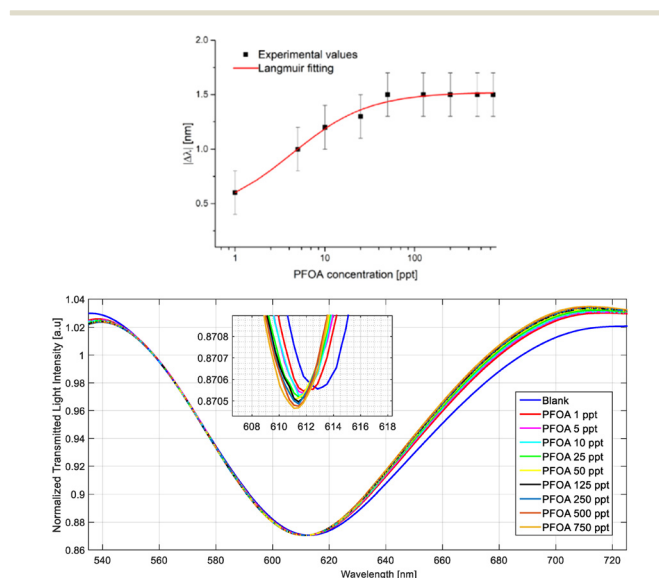 2.0
1.5
1.0
0.5
|Δλ| [nm]
Experimental values
Langmuir fitting
1 10 100
PFOA concentration [ppt]
1.04
1.02
1
0.98
0.96
0.94
0.92
0.9
0.88
0.86
Normalized Transmitted Light Intensity [a.u]
0.8708
0.8707
0.8706
0.8705
608 610 612 614 616 618
Blank
PFOA 1 ppt
PFOA 5 ppt
PFOA 10 ppt
PFOA 25 ppt
PFOA 50 ppt
PFOA 125 ppt
PFOA 250 ppt
PFOA 500 ppt
PFOA 750 ppt
540 560 580 600 620 640 660 680 700 720
Wavelength [nm]